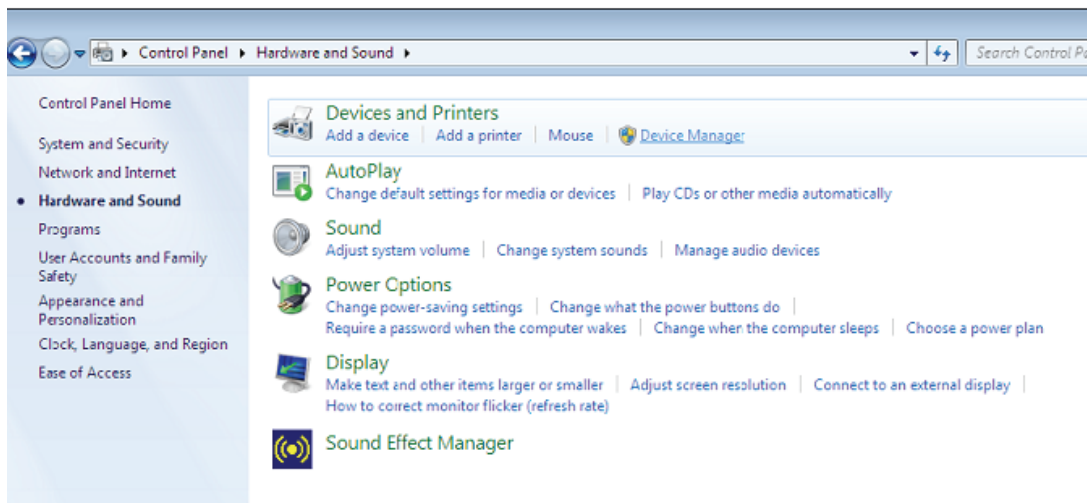 Control Panel Hardware and Sound
Search Control
Control Panel Home
System and Security
Network and Internet
Hardware and Sound
Programs
User Accounts and Family
Safety
Appearance and
Personalization
Clock, Language, and Region
Ease of Access
Devices and Printers
Add a device Add a printer Mouse Device Manager
AutoPlay
Change default settings for media or devices Play CDs or other media automatically
Sound
Adjust system volume Change system sounds Manage audio devices
Power Options
Change power-saving settings Change what the power buttons do
Require a password when the computer wakes Change when the computer sleeps Choose a power plan
Display
Make text and other items larger or smaller Adjust screen resolution Connect to an external display
How to correct monitor flicker (refresh rate)
Sound Effect Manager